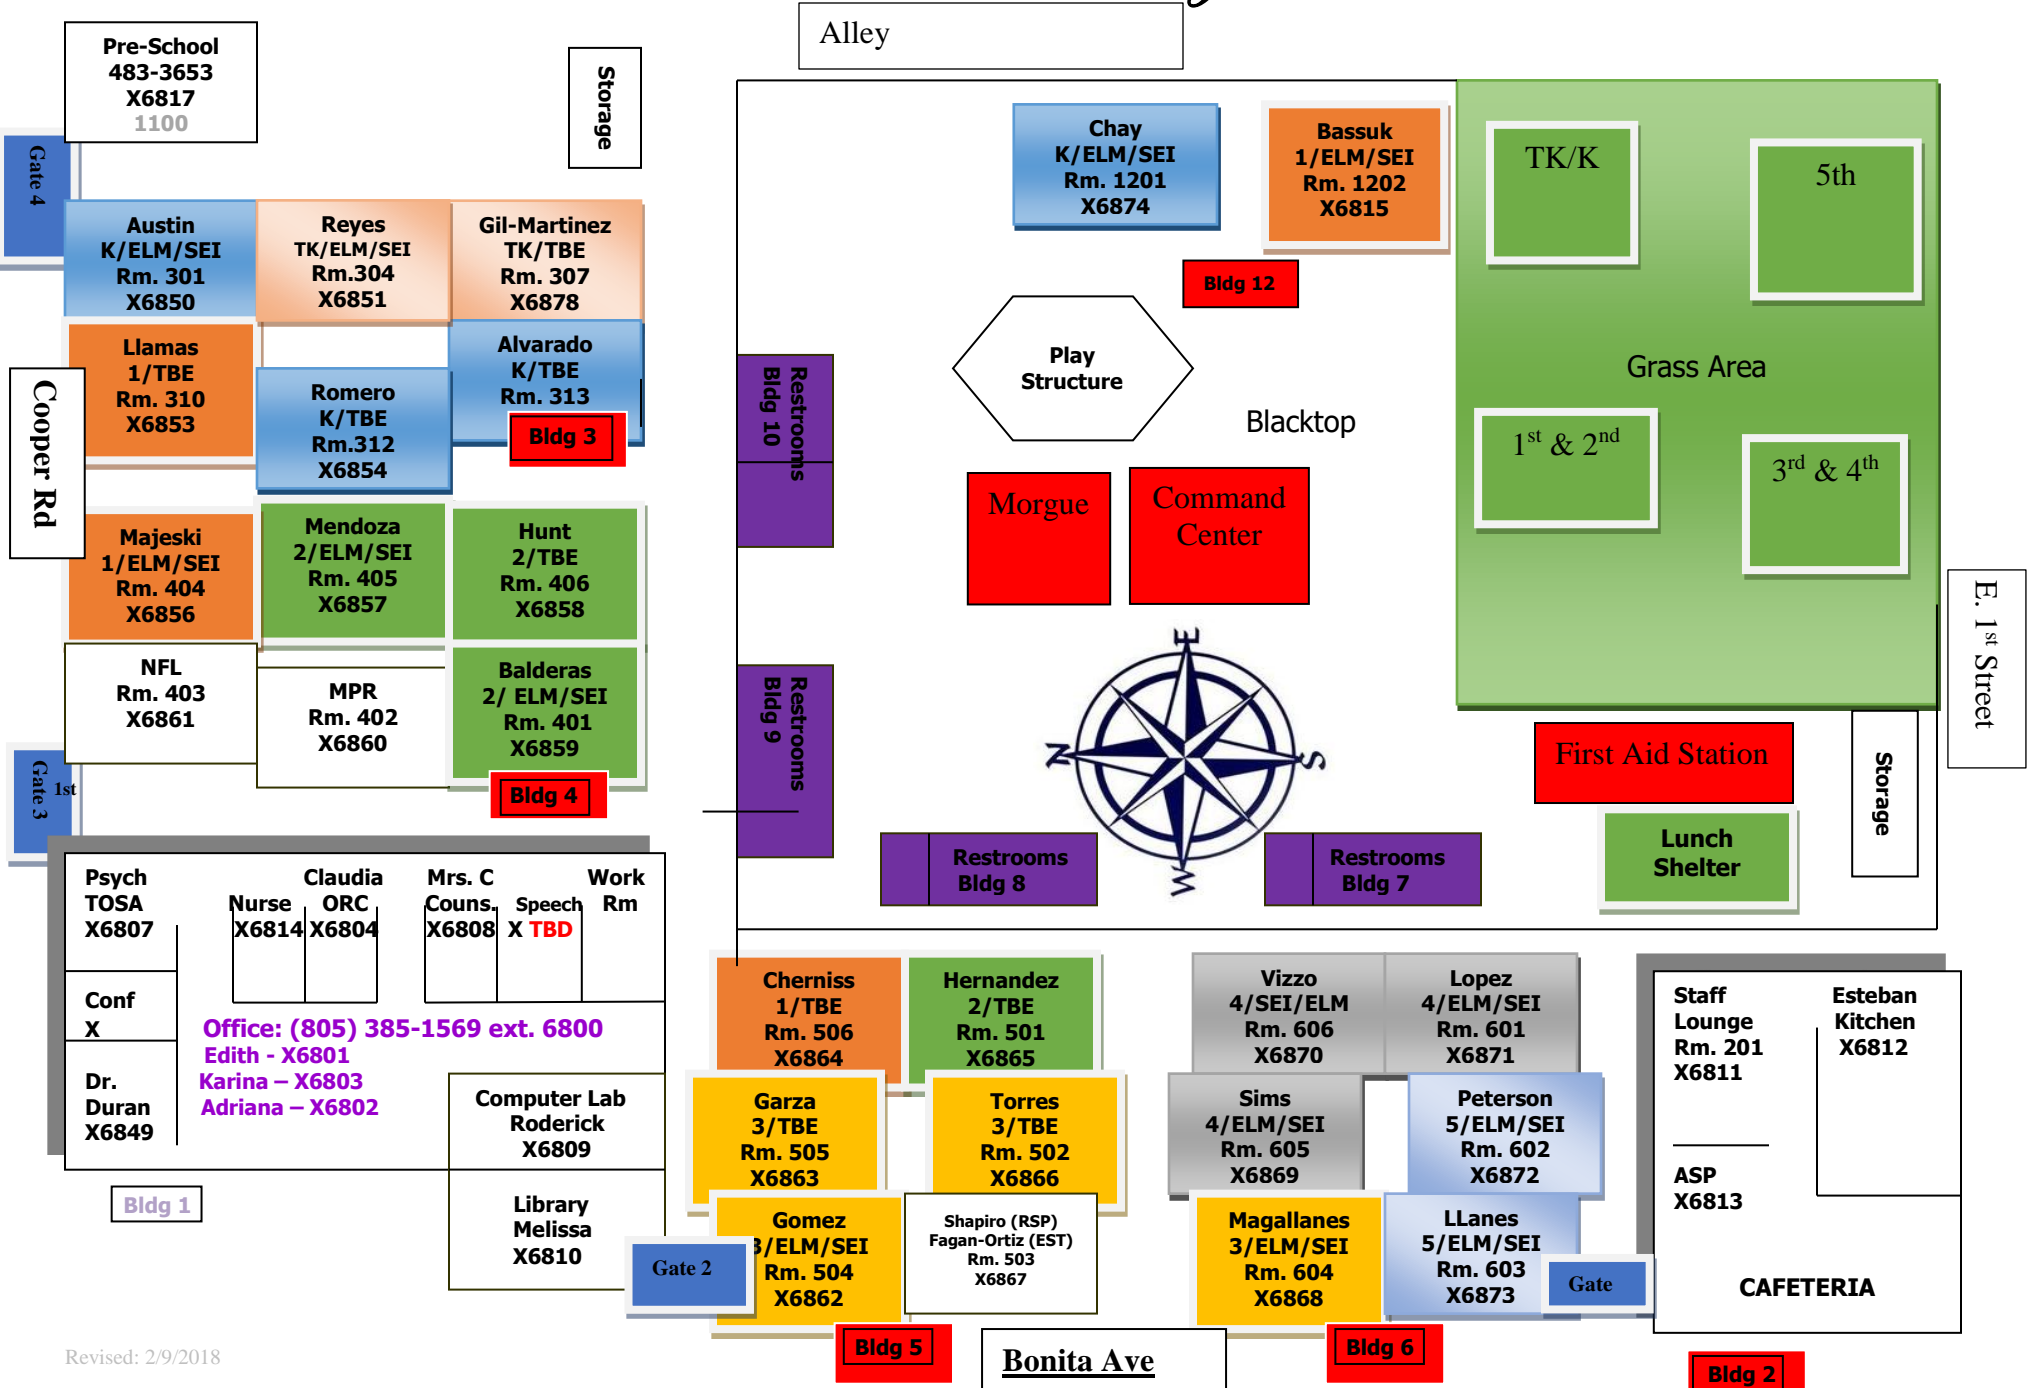 Alley
Pre-School
483-3653
X6817
1100
Storage
Gate 4
Chay
K/ELM/SEI
Rm. 1201
X6874
Bassuk
1/ELM/SEI
Rm. 1202
X6815
TK/K
5th
Austin
K/ELM/SEI
Rm. 301
X6850
Reyes
TK/ELM/SEI
Rm.304
X6851
Gil-Martinez
TK/TBE
Rm. 307
X6878
Bldg 12
Llamas
1/TBE
Rm. 310
X6853
Romero
K/TBE
Rm.312
X6854
Alvarado
K/TBE
Rm. 313
Bldg 3
Cooper Rd
Restrooms
Bldg 10
Play
Structure
Blacktop
Grass Area
1st & 2nd
3rd & 4th
Morgue
Command
Center
Majeski
1/ELM/SEI
Rm. 404
X6856
Mendoza
2/ELM/SEI
Rm. 405
X6857
Hunt
2/TBE
Rm. 406
X6858
E. 1st Street
NFL
Rm. 403
X6861
MPR
Rm. 402
X6860
Balderas
2/ ELM/SEI
Rm. 401
X6859
Bldg 4
Restrooms
Bldg 9
E
N
S
W
First Aid Station
Storage
Gate 3
1st
Restrooms
Bldg 8
Restrooms
Bldg 7
Lunch
Shelter
Psych
TOSA
X6807
Nurse
X6814
Claudia
ORC
X6804
Mrs. C
Couns.
X6808
Speech
X TBD
Work
Rm
Conf
X
Office: (805) 385-1569 ext. 6800
Edith - X6801
Karina – X6803
Adriana – X6802
Dr.
Duran
X6849
Computer Lab
Roderick
X6809
Library
Melissa
X6810
Bldg 1
Gate 2
Cherniss
1/TBE
Rm. 506
X6864
Hernandez
2/TBE
Rm. 501
X6865
Garza
3/TBE
Rm. 505
X6863
Torres
3/TBE
Rm. 502
X6866
Gomez
3/ELM/SEI
Rm. 504
X6862
Shapiro (RSP)
Fagan-Ortiz (EST)
Rm. 503
X6867
Bldg 5
Vizzo
4/SEI/ELM
Rm. 606
X6870
Lopez
4/ELM/SEI
Rm. 601
X6871
Sims
4/ELM/SEI
Rm. 605
X6869
Peterson
5/ELM/SEI
Rm. 602
X6872
Magallanes
3/ELM/SEI
Rm. 604
X6868
LLanes
5/ELM/SEI
Rm. 603
X6873
Gate
Bldg 6
Staff
Lounge
Rm. 201
X6811
Esteban
Kitchen
X6812
ASP
X6813
CAFETERIA
Bldg 2
Bonita Ave
Revised: 2/9/2018